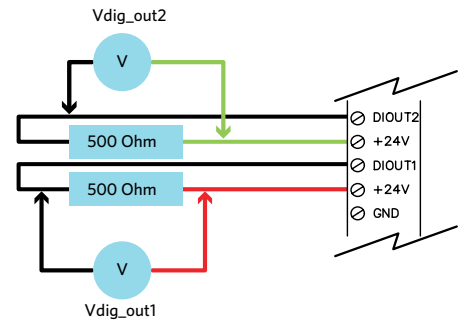 Vdig_out2
V
DIOUT2
500 Ohm
+24V
DIOUT1
500 Ohm
+24V
GND
V
Vdig_out1